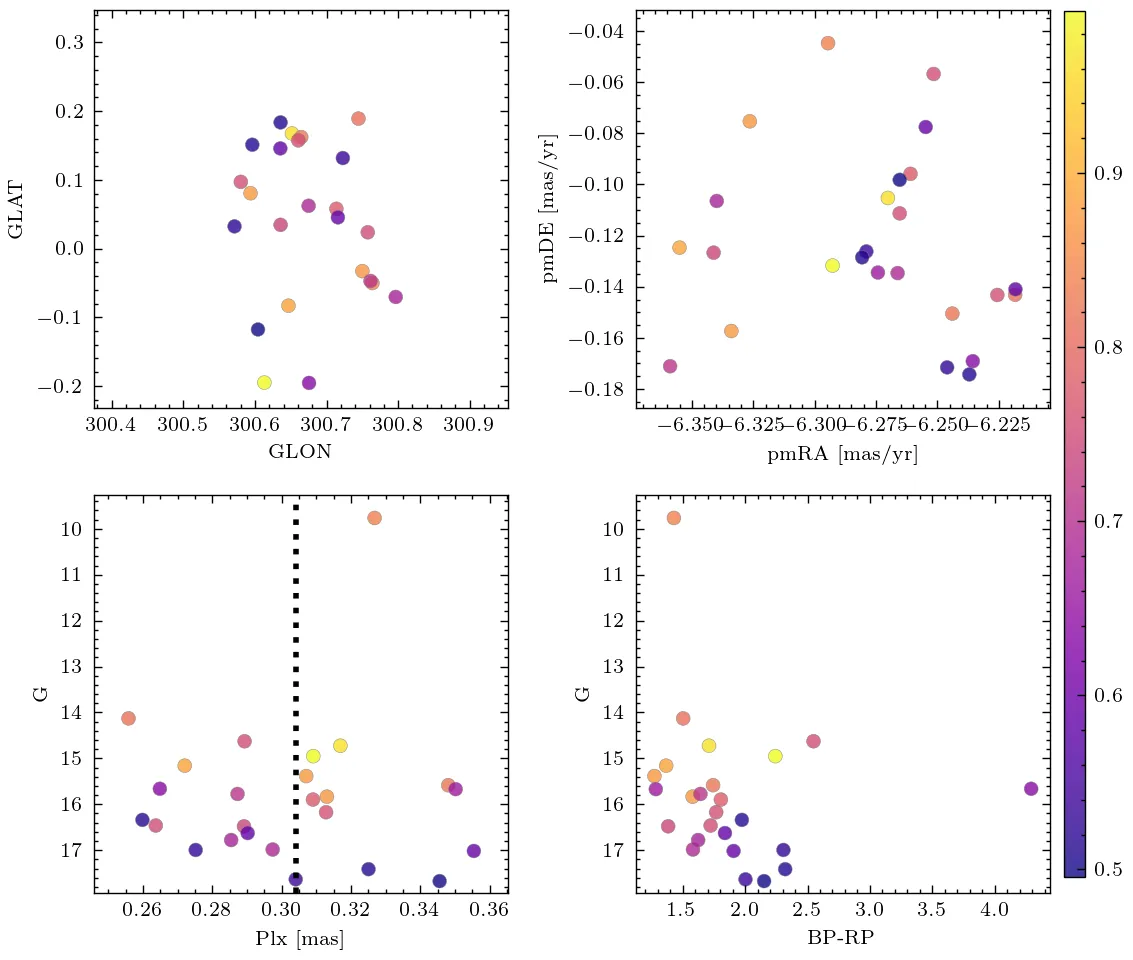 0.3
0.2
0.1
0.0
−0.1
−0.2
GLAT
300.4 300.5 300.6 300.7 300.8 300.9
GLON
−0.04
−0.06
−0.08
−0.10
−0.12
−0.14
−0.16
−0.18
pmDE [mas/yr]
−6.350 −6.325 −6.300 −6.275 −6.250 −6.225
pmRA [mas/yr]
0.9
0.8
0.7
0.6
0.5
10
11
12
13
14
15
16
17
G
0.26 0.28 0.30 0.32 0.34 0.36
Plx [mas]
10
11
12
13
14
15
16
17
G
1.5 2.0 2.5 3.0 3.5 4.0
BP-RP